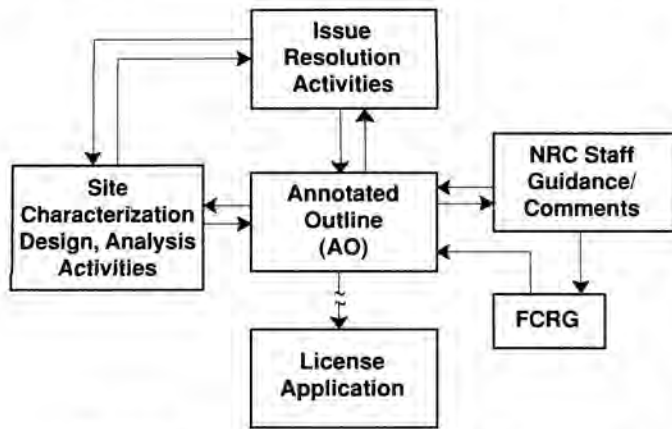 Issue
Resolution
Activities
Site
Characterization
Design, Analysis
Activities
Annotated
Outline
(AO)
NRC Staff
Guidance/
Comments
FCRG
License
Application